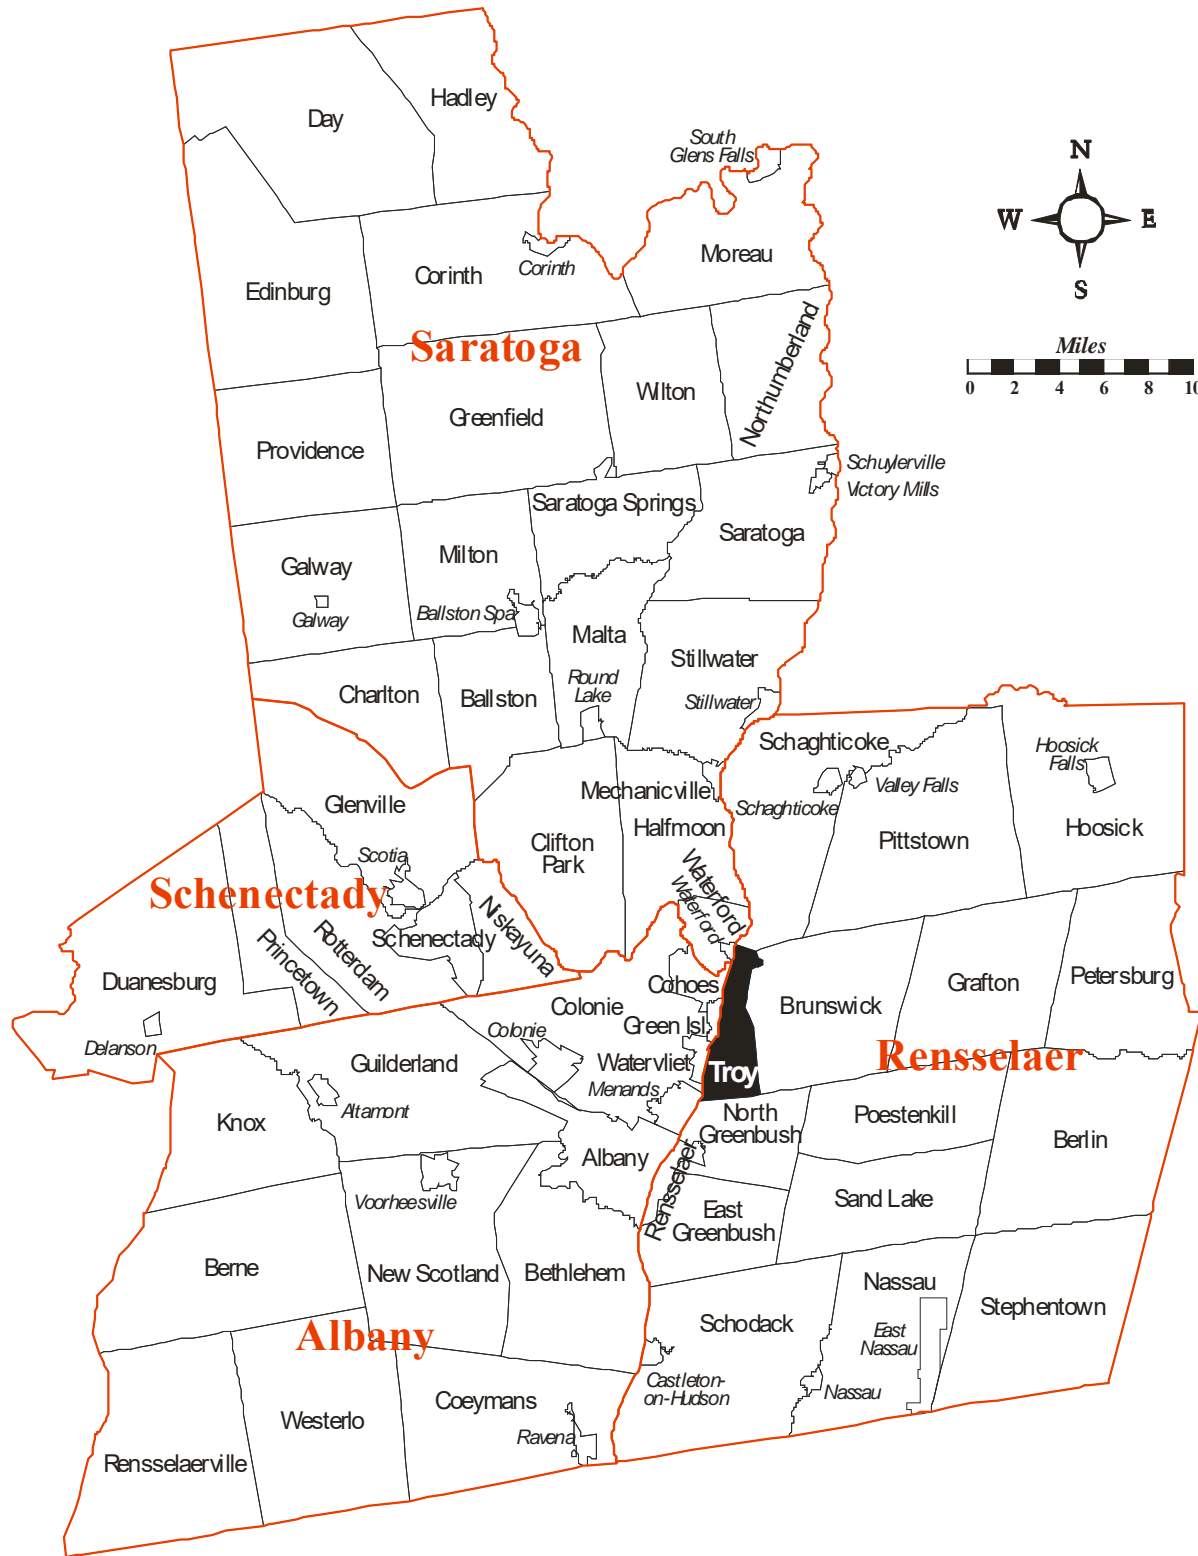 Hadley
Day
South
Glens Falls
N
W
E
S
Moreau
Corinth
Corinth
Edinburg
Saratoga
Northumberland
Miles
0 2 4 6 8 10
Wilton
Greenfield
Providence
Schuylerville
Victory Mills
Saratoga Springs
Saratoga
Milton
Galway
Galway
Ballston Spa
Malta
Stillwater
Round
Lake
Stillwater
Charlton
Ballston
Schaghticoke
Hoosick
Falls
Valley Falls
Schaghticoke
Mechanicville
Glenville
Halfmoon
Hoosick
Pittstown
Clifton
Park
Scotia
Waterford
Waterford
Schenectady
Schenectady
Niskayuna
Rotterdam
Princetown
Duanesburg
Delanson
Cohoes
Colonie
Colonie
Green Isl.
Brunswick
Grafton
Petersburg
Rensselaer
Watervliet
Menands
Troy
Guilderland
Altamont
Knox
North
Greenbush
Poestenkill
Berlin
Albany
Rensselaer
Voorheesville
Sand Lake
East
Greenbush
Berne
New Scotland
Bethlehem
Nassau
Stephentown
Albany
Schodack
East
Nassau
Castleton-
on-Hudson
Nassau
Coeymans
Westerlo
Ravena
Rensselaerville